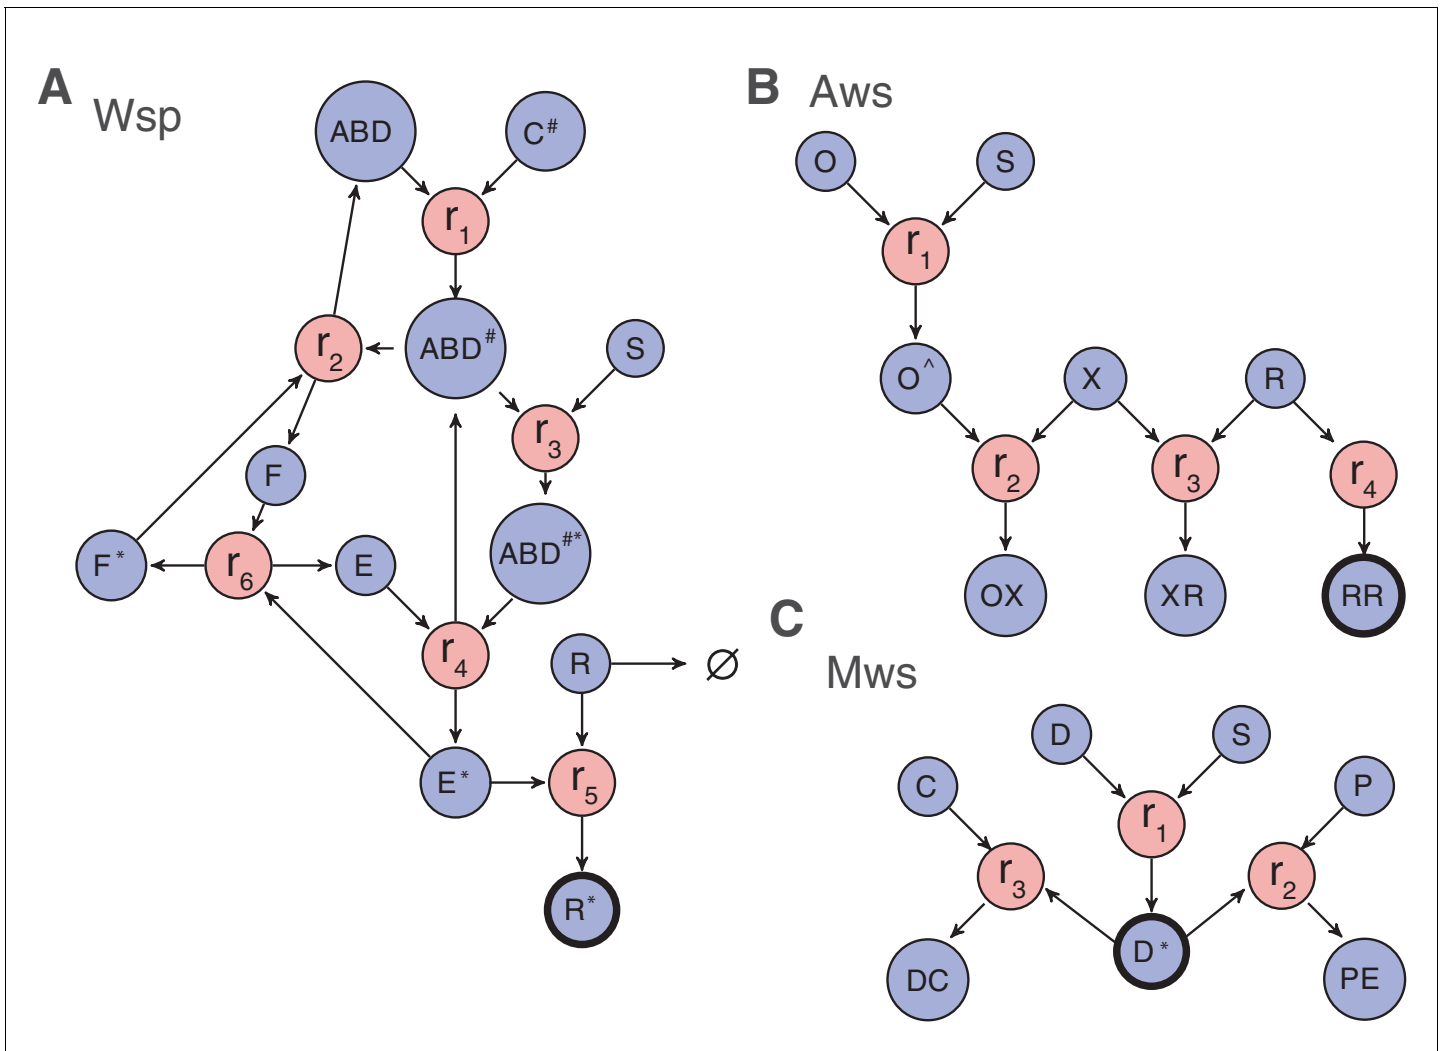 A Wsp
ABD
C#
r1
ABD#
r2
S
r3
F
ABD#*
F*
r6
E
r4
R
∅
E*
r5
R*
B Aws
O
S
r1
O^
X
R
r2
r3
r4
OX
XR
RR
C Mws
D
S
C
P
r1
r3
r2
D*
DC
PE